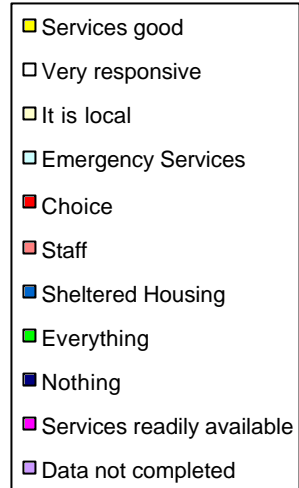 Services good
Very responsive
It is local
Emergency Services
Choice
Staff
Sheltered Housing
Everything
Nothing
Services readily available
Data not completed